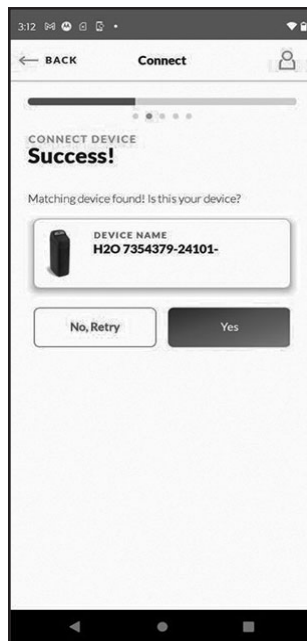 3:12
BACK Connect
CONNECT DEVICE
Success!
Matching device found! Is this your device?
DEVICE NAME
H2O 7354379-24101-
No, Retry Yes